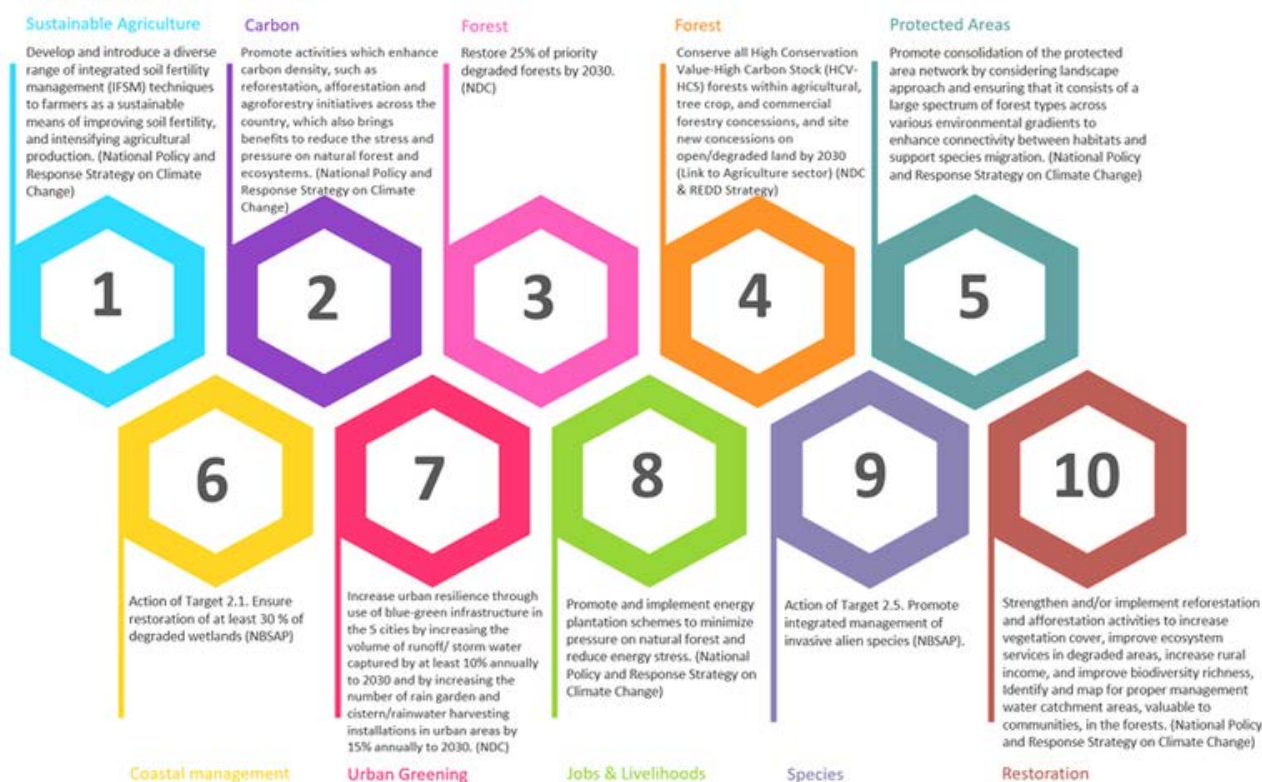 Sustainable Agriculture
Develop and introduce a diverse
range of integrated soil fertility
management (IFSM) techniques
to farmers as a sustainable
means of improving soil fertility,
and intensifying agricultural
production. (National Policy and
Response Strategy on Climate
Change)
1
Carbon
Promote activities which enhance
carbon density, such as
reforestation, afforestation and
agroforestry initiatives across the
country, which also brings
benefits to reduce the stress and
pressure on natural forest and
ecosystems. (National Policy and
Response Strategy on Climate
Change)
2
Forest
Restore 25% of priority
degraded forests by 2030.
(NDC)
3
Forest
Conserve all High Conservation
Value-High Carbon Stock (HCV-
HCS) forests within agricultural,
tree crop, and commercial
forestry concessions, and site
new concessions on
open/degraded land by 2030
(Link to Agriculture sector) (NDC
& REDD Strategy)
4
Protected Areas
Promote consolidation of the protected
area network by considering landscape
approach and ensuring that it consists of a
large spectrum of forest types across
various environmental gradients to
enhance connectivity between habitats and
support species migration. (National Policy
and Response Strategy on Climate Change)
5
6
Action of Target 2.1. Ensure
restoration of at least 30 % of
degraded wetlands (NBSAP)
Coastal management
7
Increase urban resilience through
use of blue-green infrastructure in
the 5 cities by increasing the
volume of runoff/ storm water
captured by at least 10% annually
to 2030 and by increasing the
number of rain garden and
cistern/rainwater harvesting
installations in urban areas by
15% annually to 2030. (NDC)
Urban Greening
8
Promote and implement energy
plantation schemes to minimize
pressure on natural forest and
reduce energy stress. (National
Policy and Response Strategy on
Climate Change)
Jobs & Livelihoods
9
Action of Target 2.5. Promote
integrated management of
invasive alien species (NBSAP).
Species
10
Strengthen and/or implement reforestation
and afforestation activities to increase
vegetation cover, improve ecosystem
services in degraded areas, increase rural
income, and improve biodiversity richness,
Identify and map for proper management
water catchment areas, valuable to
communities, in the forests. (National Policy
and Response Strategy on Climate Change)
Restoration